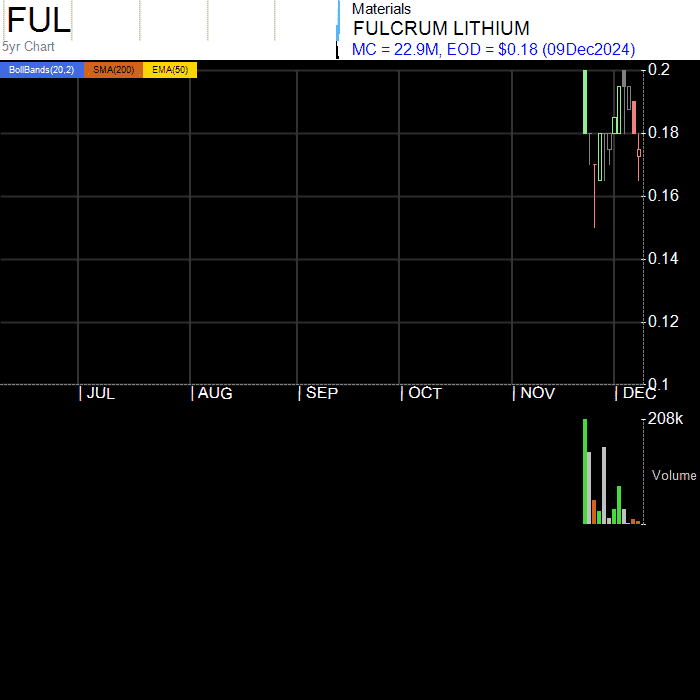 FUL
5yr Chart
Materials
FULCRUM LITHIUM
MC = 22.9M, EOD = $0.18 (09Dec2024)
BollBands(20,2) SMA(200) EMA(50)
0.2
0.18
0.16
0.14
0.12
0.1
| JUL | AUG | SEP | OCT | NOV | DEC
208k
Volume